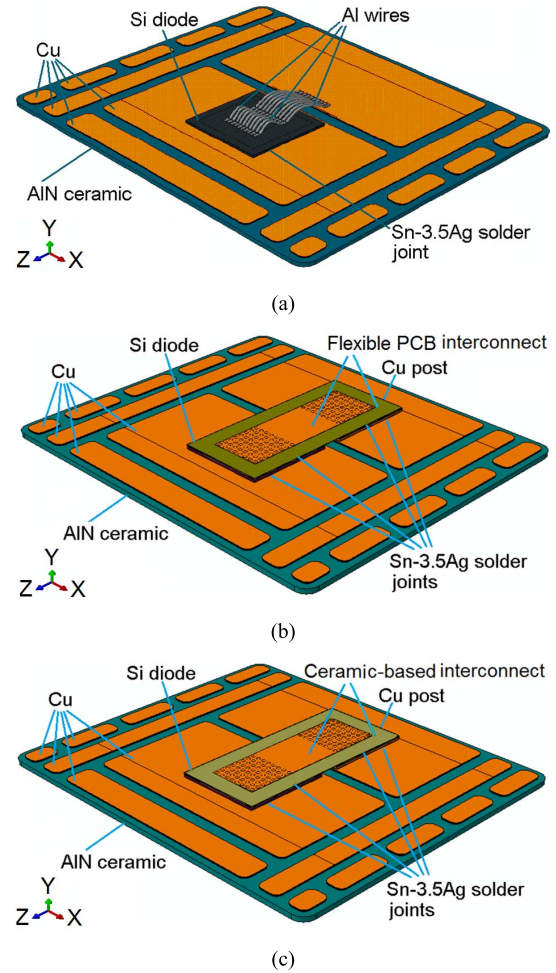 Si diode
Al wires
Cu
AlN ceramic
Sn-3.5Ag solder
joint
Y
Z
X
(a)
Flexible PCB interconnect
Si diode
Cu post
Cu
AlN ceramic
Sn-3.5Ag solder
joints
Y
Z
X
(b)
Ceramic-based interconnect
Si diode
Cu post
Cu
AlN ceramic
Sn-3.5Ag solder
joints
Y
Z
X
(c)